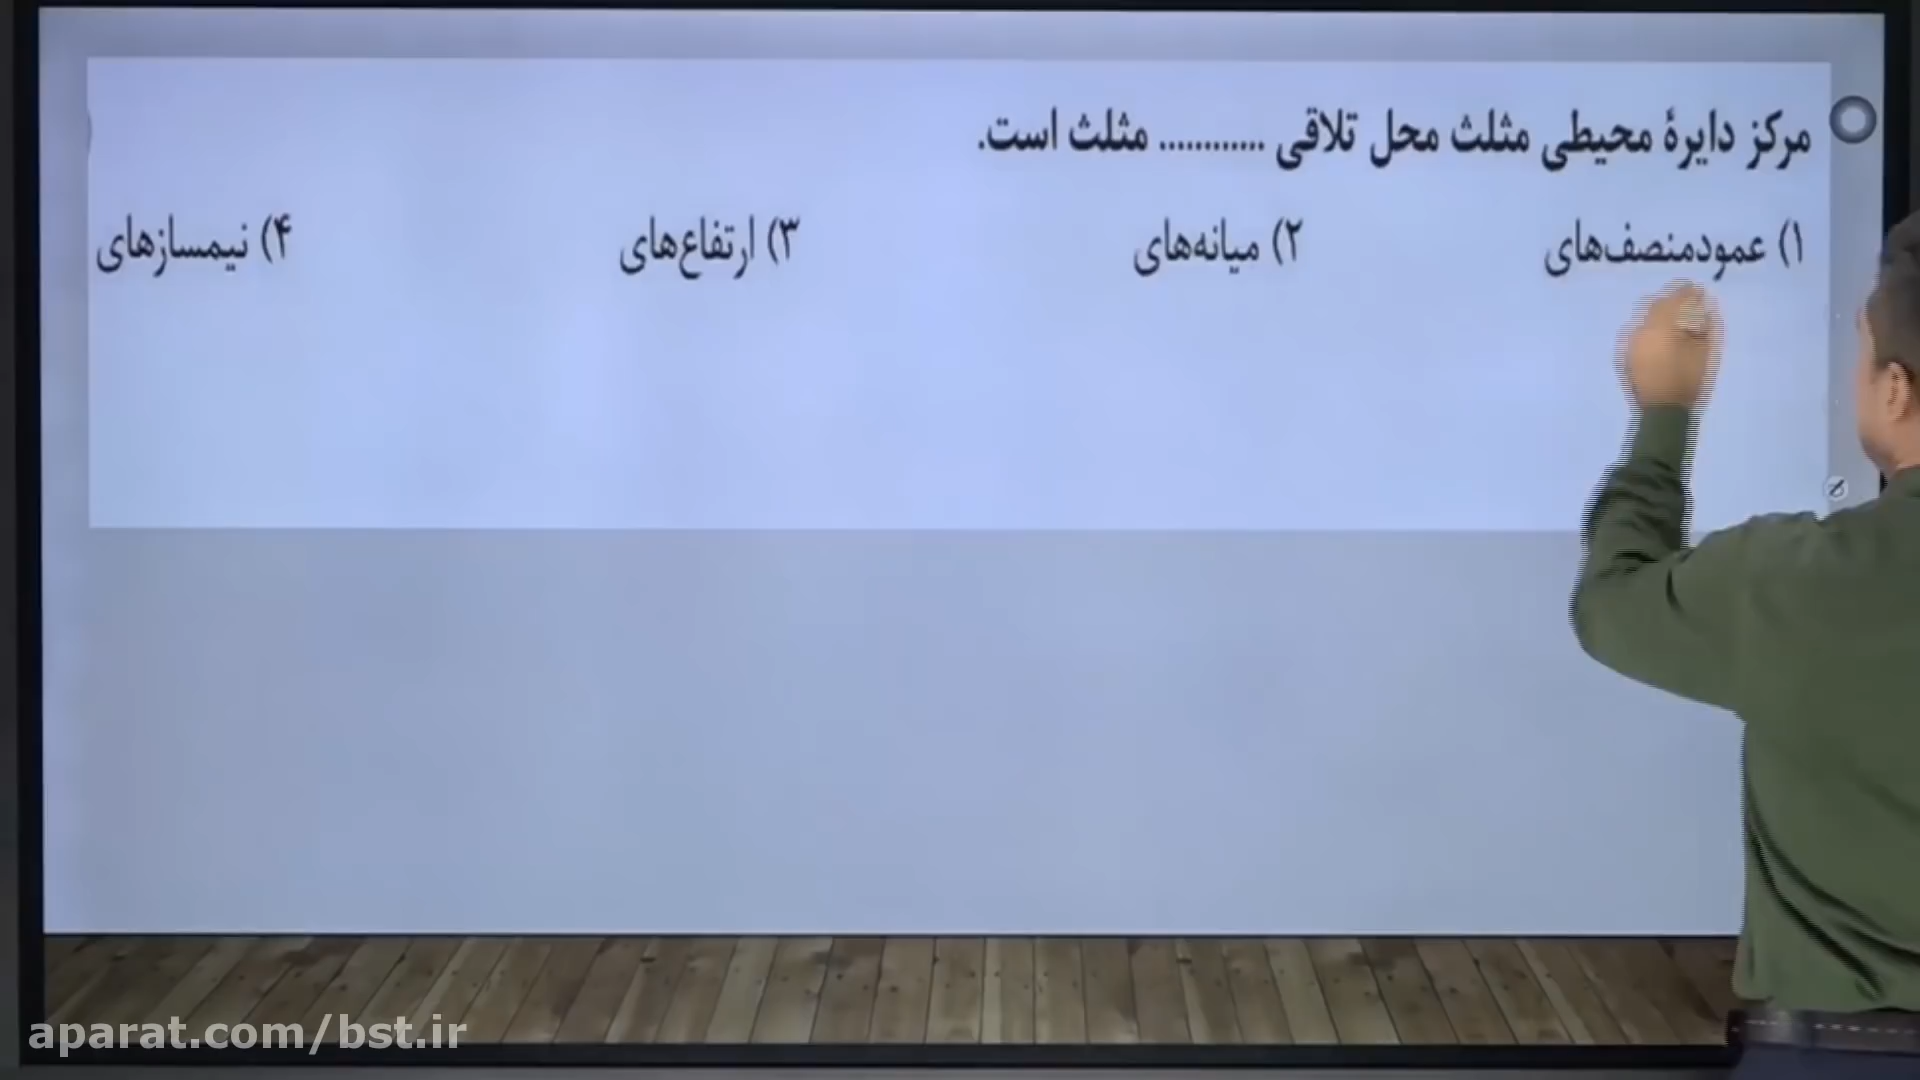 مرکز دایرهٔ محیطی مثلث محل تلاقی ............ مثلث است.
۱) عمودمنصف‌های ۲) میانه‌های ۳) ارتفاع‌های ۴) نیمسازهای
aparat.com/bst.ir